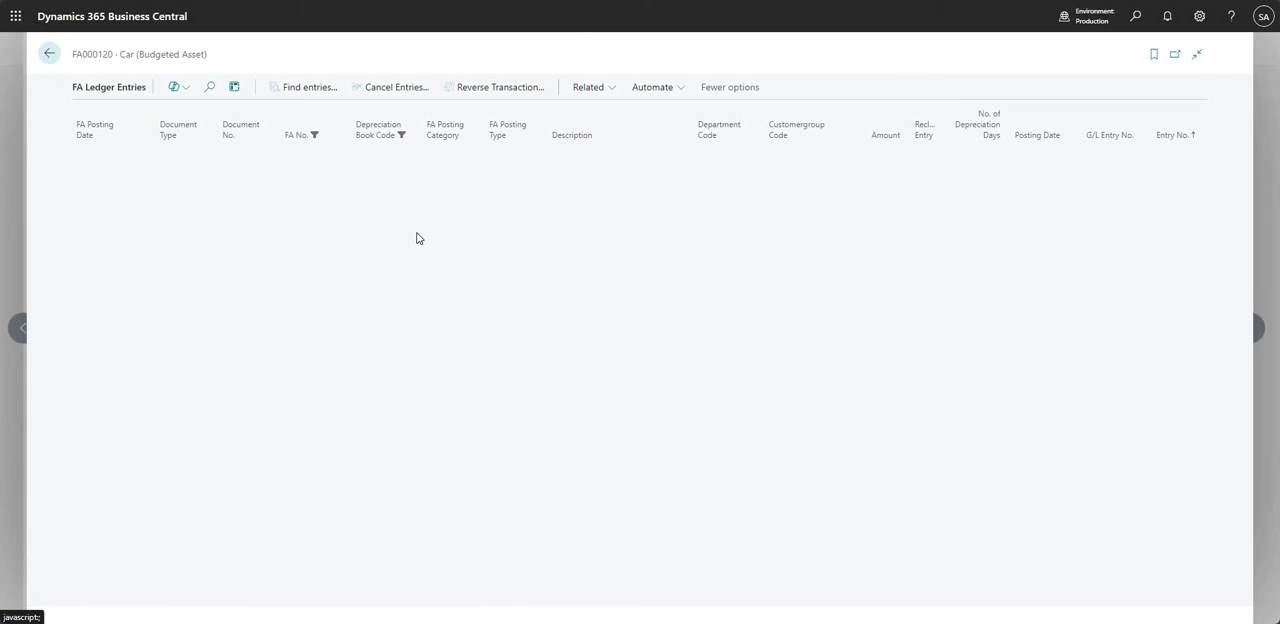 Dynamics 365 Business Central
Environment:
Production
?
SA
FA000120 · Car (Budgeted Asset)
FA Ledger Entries
Find entries...
Cancel Entries...
Reverse Transaction...
Related
Automate
Fewer options
FA Posting
Date
Document
Type
Document
No.
FA No.
Depreciation
Book Code
FA Posting
Category
FA Posting
Type
Description
Department
Code
Customergroup
Code
Amount
Recl...
Entry
No. of
Depreciation
Days
Posting Date
G/L Entry No.
Entry No.↑
javascript:;